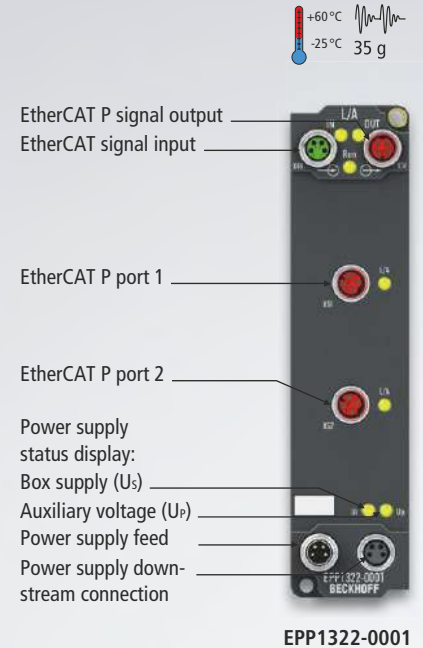 +60 °C
-25 °C
35 g
EtherCAT P signal output
EtherCAT signal input
L/A
IN
OUT
Run
EtherCAT P port 1
L/A
X51
EtherCAT P port 2
L/A
X52
Power supply
status display:
Box supply (Us)
Auxiliary voltage (UP)
Power supply feed
Power supply down-
stream connection
EPP1322-0001
BECKHOFF
EPP1322-0001